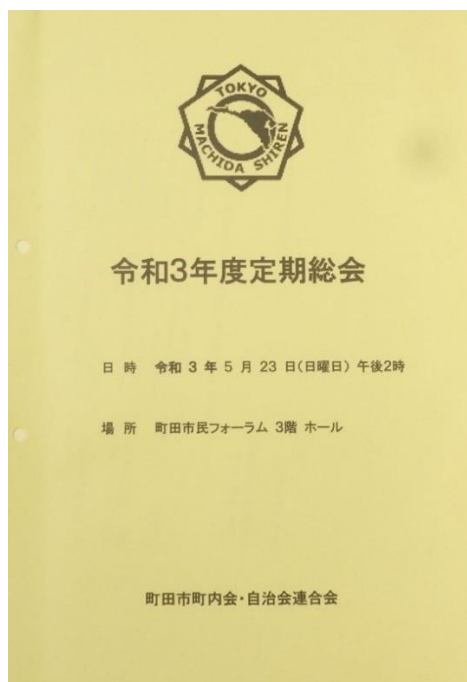 TOKYO
MACHIDA SHIREN
令和3年度定期総会
日 時 令和 3 年 5 月 23 日(日曜日) 午後2時
場 所 町田市民フォーラム 3階 ホール
町田市町内会・自治会連合会